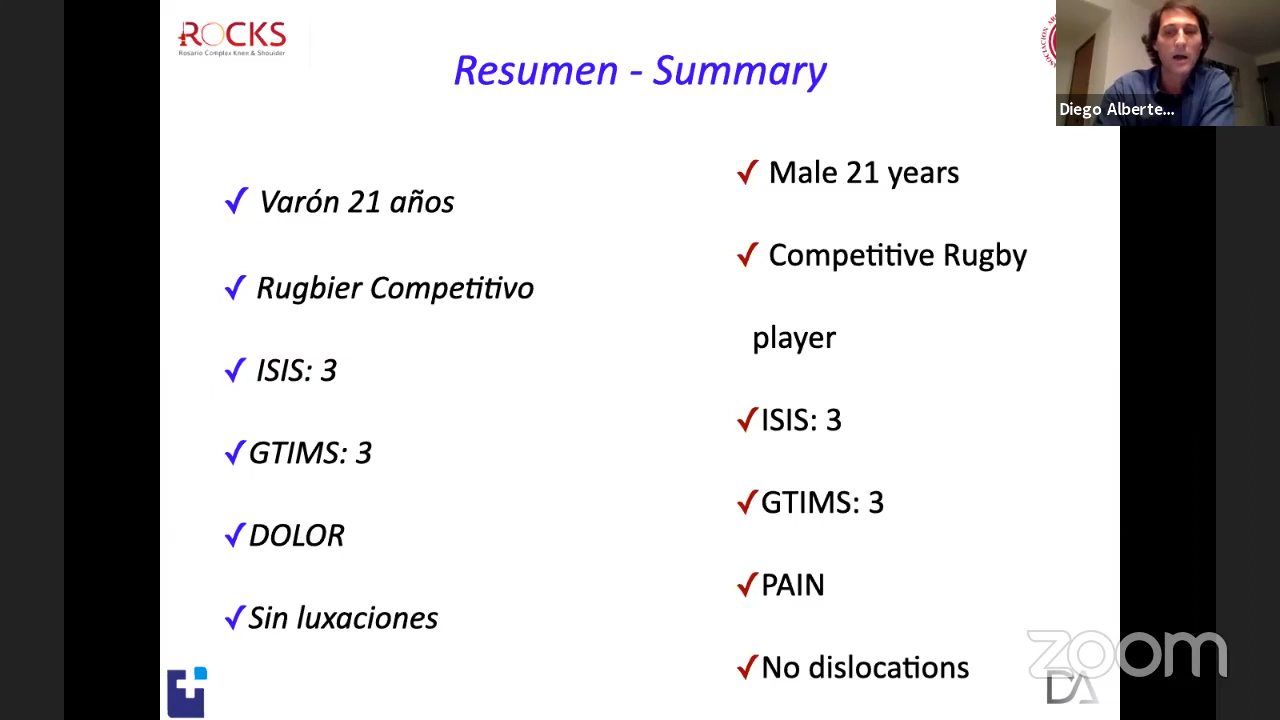 ROCKS
Rosario Complex Knee & Shoulder
Resumen - Summary
Diego Alberte...
Varón 21 años
Rugbier Competitivo
ISIS: 3
GTIMS: 3
DOLOR
Sin luxaciones
Male 21 years
Competitive Rugby
player
ISIS: 3
GTIMS: 3
PAIN
No dislocations
zoom
DA